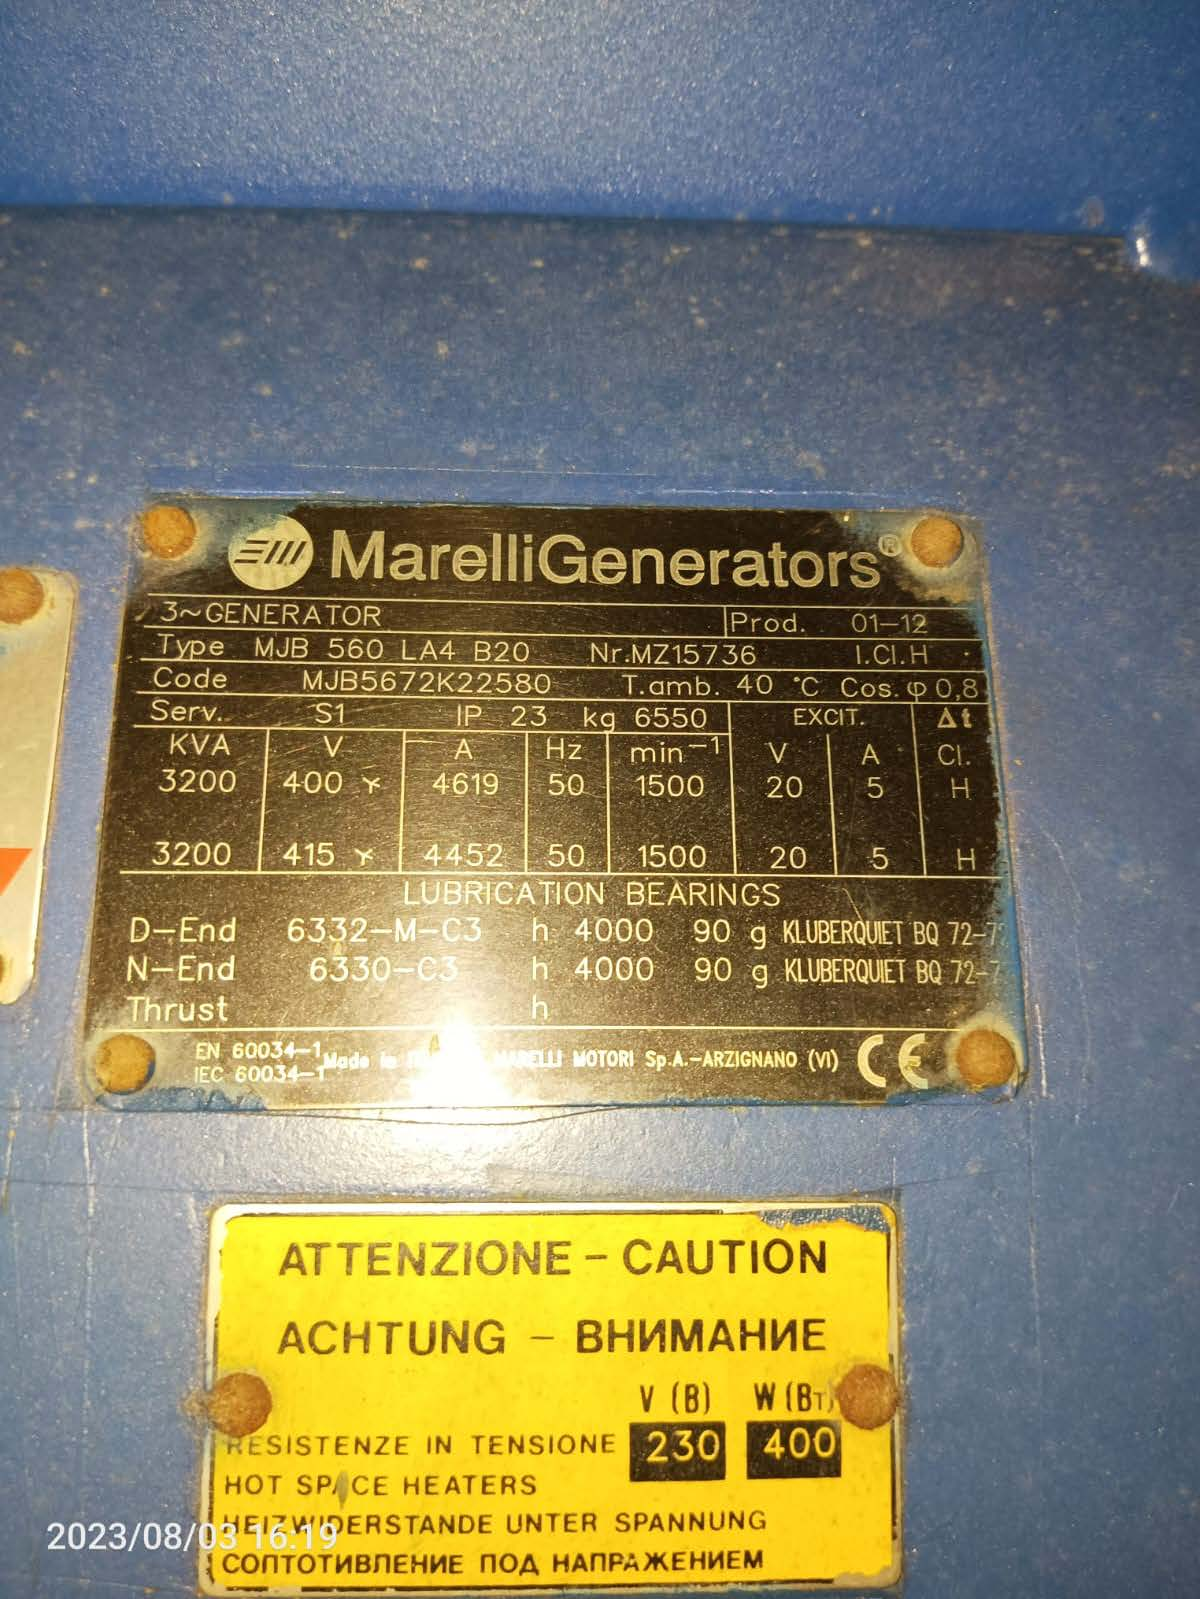 MarelliGenerators®
3~GENERATOR Prod. 01-12
Type MJB 560 LA4 B20 Nr.MZ15736 I.Cl.H
Code MJB5672K22580 T.amb. 40 °C Cos. φ 0,8
Serv.. S1 IP 23 kg 6550 EXCIT. Δt
KVA V A Hz min⁻¹ V A Cl.
3200 400 Y 4619 50 1500 20 5 H
3200 415 Y 4452 50 1500 20 5 H
LUBRICATION BEARINGS
D-End 6332-M-C3 h 4000 90 g KLUBERQUIET BQ 72-72
N-End 6330-C3 h 4000 90 g KLUBERQUIET BQ 72-7
Thrust h
EN 60034-1
IEC 60034-1
Made in MARELLI MOTORI Sp.A.-ARZIGNANO (VI) CE
ATTENZIONE - CAUTION
ACHTUNG - ВНИМАНИЕ
V (В) W (Вт)
RESISTENZE IN TENSIONE 230 400
HOT SPACE HEATERS
HEIZWIDERSTANDE UNTER SPANNUNG
СОПТОТИВЛЕНИЕ ПОД НАПРАЖЕНИЕМ
2023/08/03 16:19